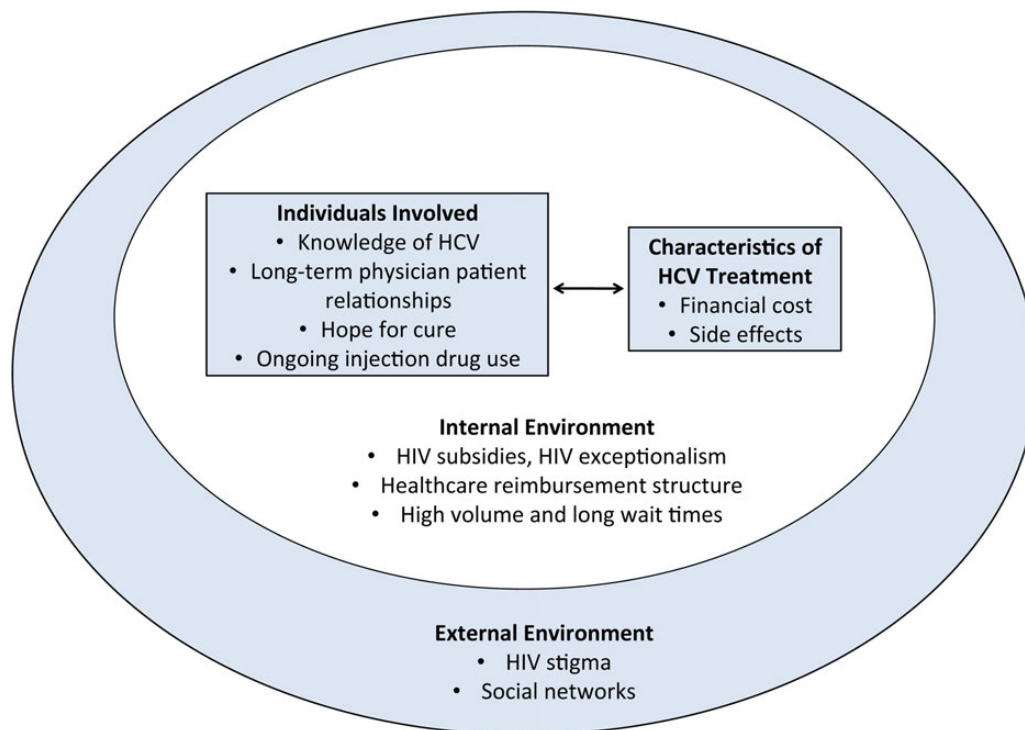 Individuals Involved
• Knowledge of HCV
• Long-term physician patient
relationships
• Hope for cure
• Ongoing injection drug use
Characteristics of
HCV Treatment
• Financial cost
• Side effects
Internal Environment
• HIV subsidies, HIV exceptionalism
• Healthcare reimbursement structure
• High volume and long wait times
External Environment
• HIV stigma
• Social networks